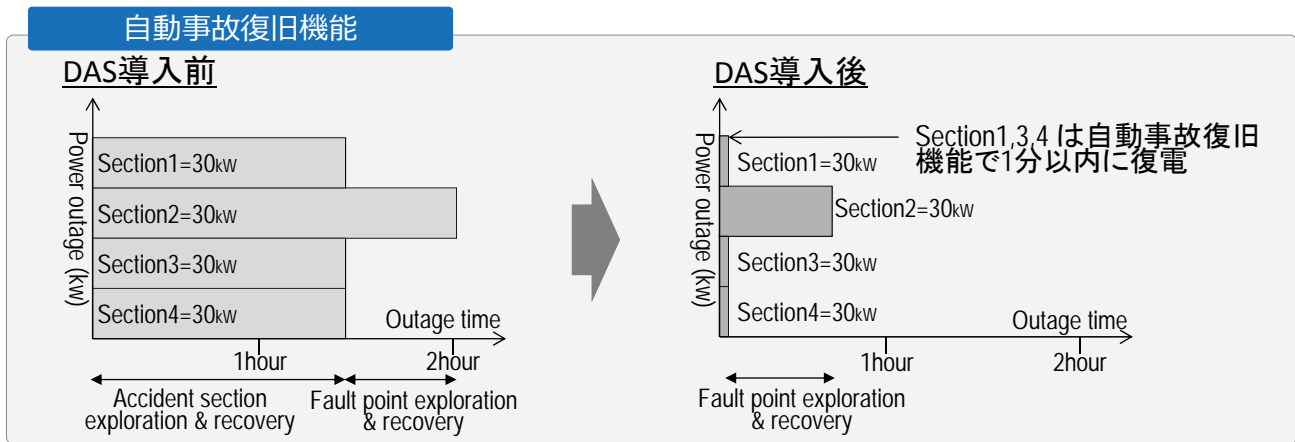 自動事故復旧機能
DAS導入前
Power outage (kw)
Section1=30kW
Section2=30kW
Section3=30kW
Section4=30kW
Outage time
1hour
2hour
Accident section
exploration & recovery
Fault point exploration
& recovery
DAS導入後
Power outage (kw)
Section1,3,4 は自動事故復旧
機能で1分以内に復電
Section1=30kW
Section2=30kW
Section3=30kW
Section4=30kW
Outage time
1hour
2hour
Fault point exploration
& recovery